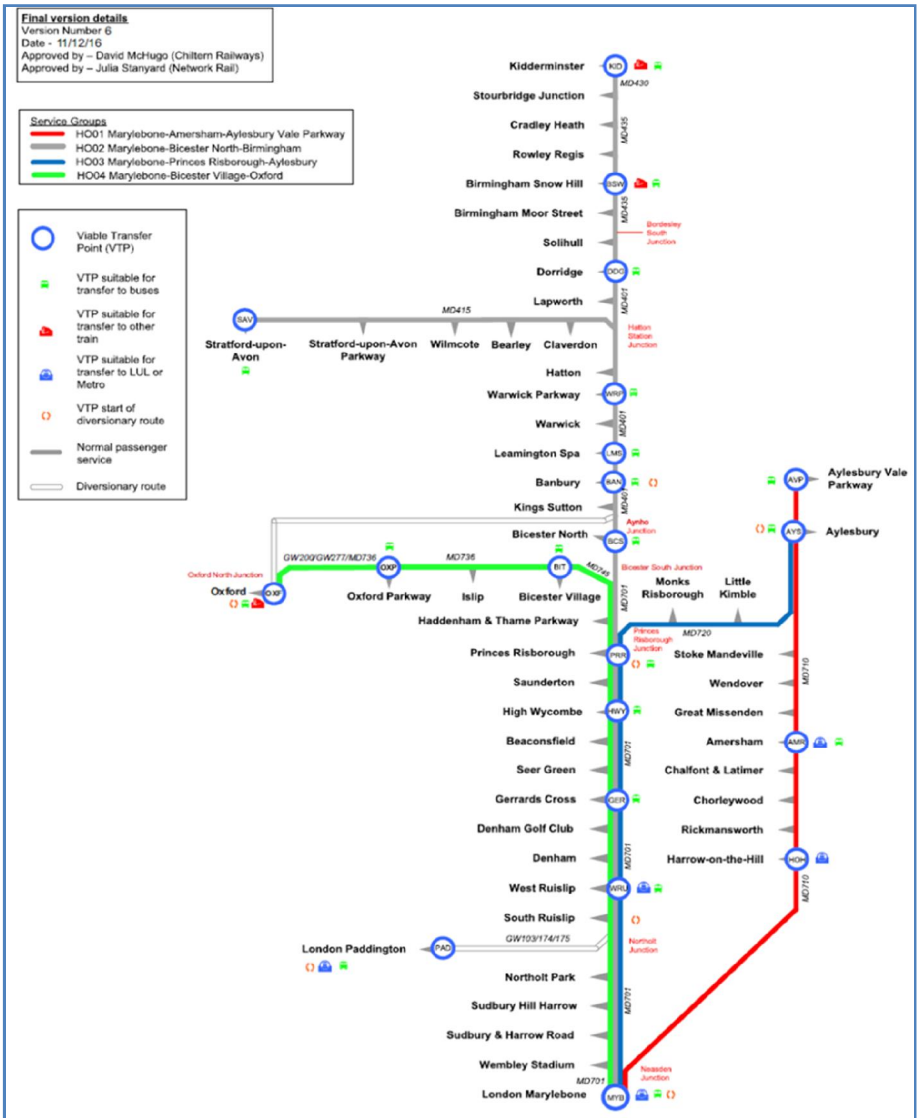 Final version details
Version Number 6
Date - 11/12/16
Approved by – David McHugo (Chiltern Railways)
Approved by – Julia Stanyard (Network Rail)
Service Groups
HO01 Marylebone-Amersham-Aylesbury Vale Parkway
HO02 Marylebone-Bicester North-Birmingham
HO03 Marylebone-Princes Risborough-Aylesbury
HO04 Marylebone-Bicester Village-Oxford
Viable Transfer
Point (VTP)
VTP suitable for
transfer to buses
VTP suitable for
transfer to other
train
VTP suitable for
transfer to LUL or
Metro
VTP start of
diversionary route
Normal passenger
service
Diversionary route
Kidderminster
KID
MD430
Stourbridge Junction
Cradley Heath
MD435
Rowley Regis
Birmingham Snow Hill
BSW
MD435
Birmingham Moor Street
Bordesley
South
Junction
Solihull
Dorridge
DDG
MD401
Lapworth
MD415
SAV
Stratford-upon-
Avon
Stratford-upon-Avon
Parkway
Wilmcote
Bearley
Claverdon
Hatton
Station
Junction
Hatton
Warwick Parkway
WRP
MD401
Warwick
Leamington Spa
LMS
Banbury
BAN
MD401
Kings Sutton
Aynho
Junction
Bicester North
BCS
AVP
Aylesbury Vale
Parkway
AYS
Aylesbury
Oxford North Junction
GW200/GW277/MD736
MD736
MD745
Bicester South Junction
MD701
Oxford
OXF
OXP
Oxford Parkway
Islip
BIT
Bicester Village
Monks
Risborough
Little
Kimble
MD720
Haddenham & Thame Parkway
Princes
Risborough
Junction
Princes Risborough
PRR
Stoke Mandeville
MD710
Saunderton
Wendover
High Wycombe
HWY
Great Missenden
Beaconsfield
MD701
Amersham
AMR
Seer Green
Chalfont & Latimer
Gerrards Cross
GER
Chorleywood
Denham Golf Club
Rickmansworth
Denham
MD701
Harrow-on-the-Hill
HOH
MD710
West Ruislip
WRU
South Ruislip
GW103/174/175
London Paddington
PAD
Northolt
Junction
Northolt Park
Sudbury Hill Harrow
MD701
Sudbury & Harrow Road
Wembley Stadium
Neasden
Junction
MD701
London Marylebone
MYB